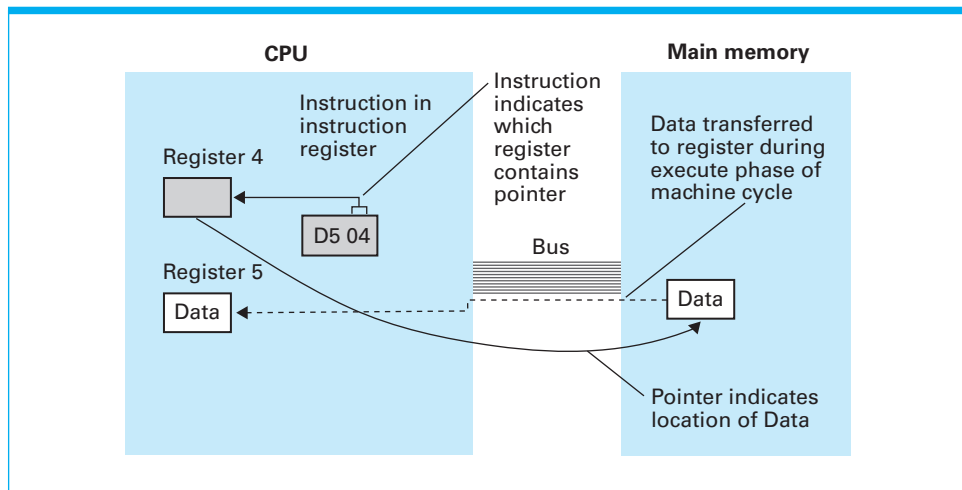 CPU
Main memory
Instruction in
instruction
register
Instruction
indicates
which
register
contains
pointer
Data transferred
to register during
execute phase of
machine cycle
Register 4
D5 04
Bus
Register 5
Data
Data
Pointer indicates
location of Data